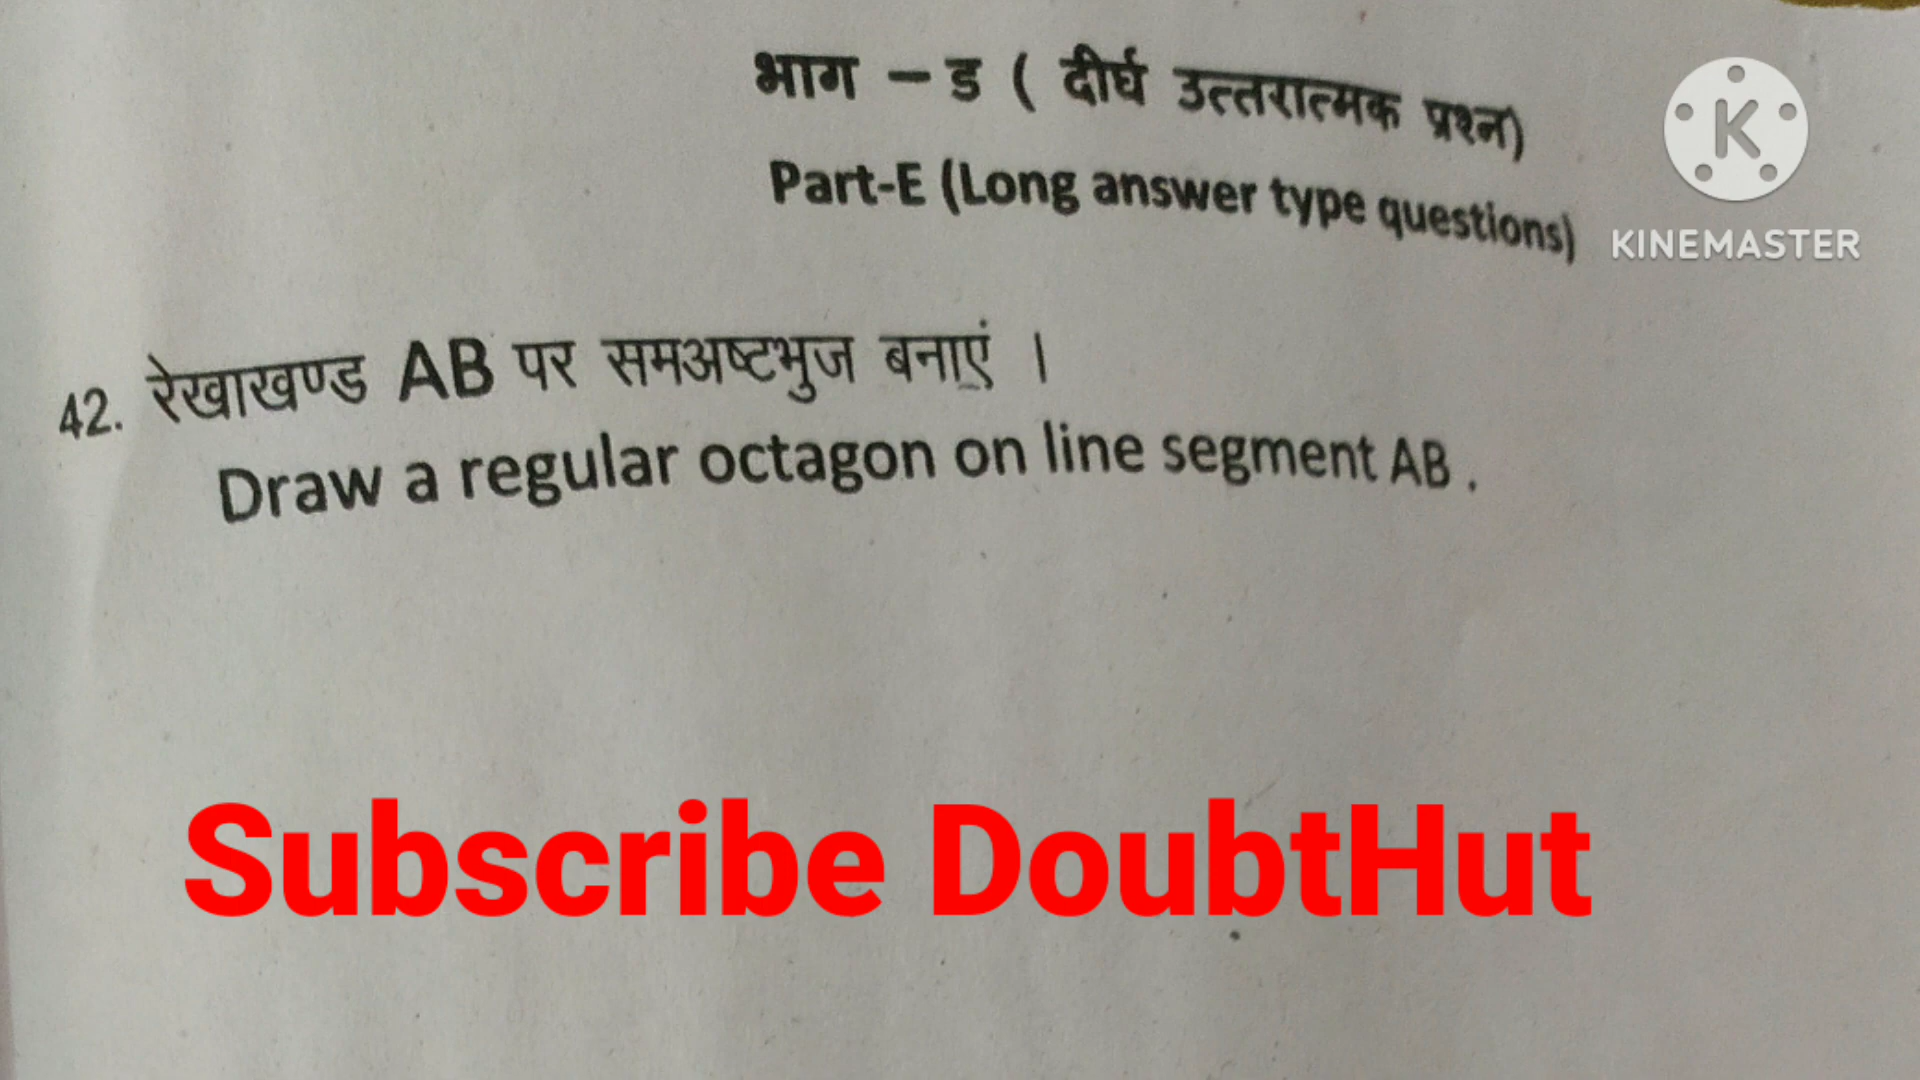 भाग – ड ( दीर्घ उत्तरात्मक प्रश्न)
Part-E (Long answer type questions)
K
KINEMASTER
42. रेखाखण्ड AB पर समअष्टभुज बनाएं ।
Draw a regular octagon on line segment AB .
Subscribe DoubtHut